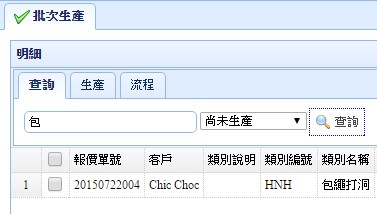 批次生產
明細
查詢 生產 流程
包 尚未生產 查詢
報價單號 客戶 類別說明 類別編號 類別名稱
1 20150722004 Chic Choc HNH 包繩打洞